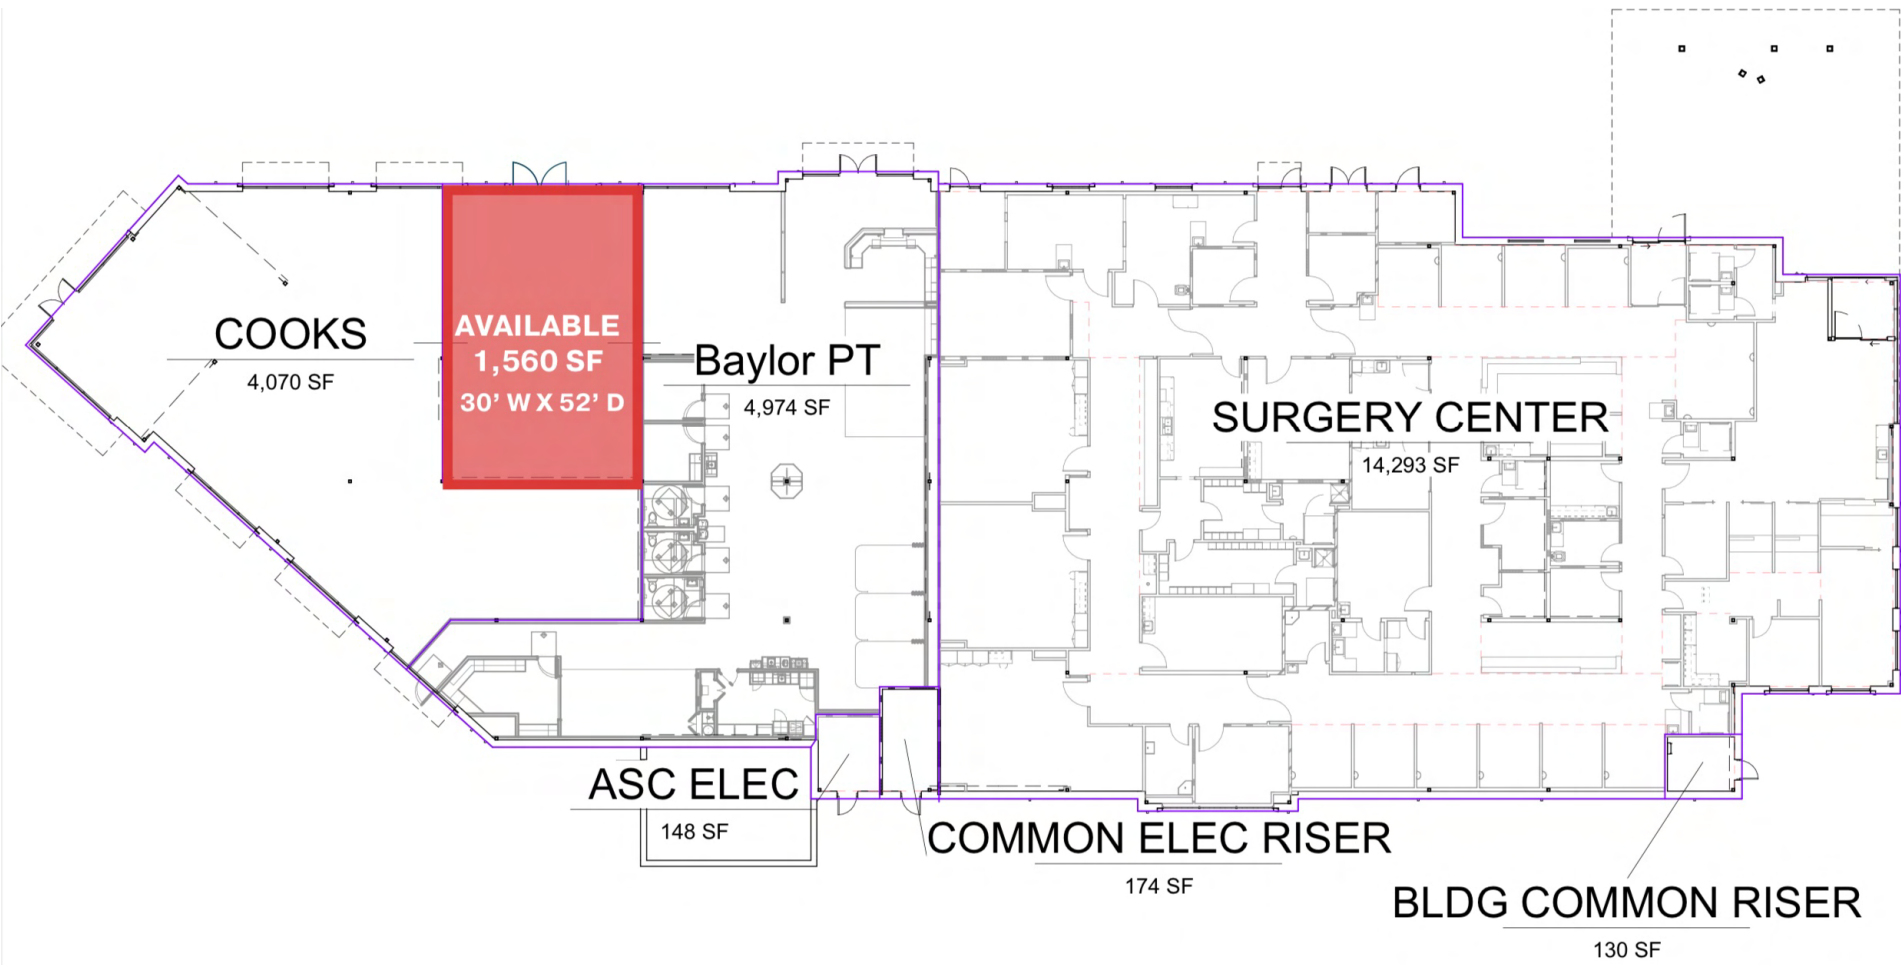 COOKS
4,070 SF
AVAILABLE
1,560 SF
30’ W X 52’ D
Baylor PT
4,974 SF
SURGERY CENTER
14,293 SF
ASC ELEC
148 SF
COMMON ELEC RISER
174 SF
BLDG COMMON RISER
130 SF